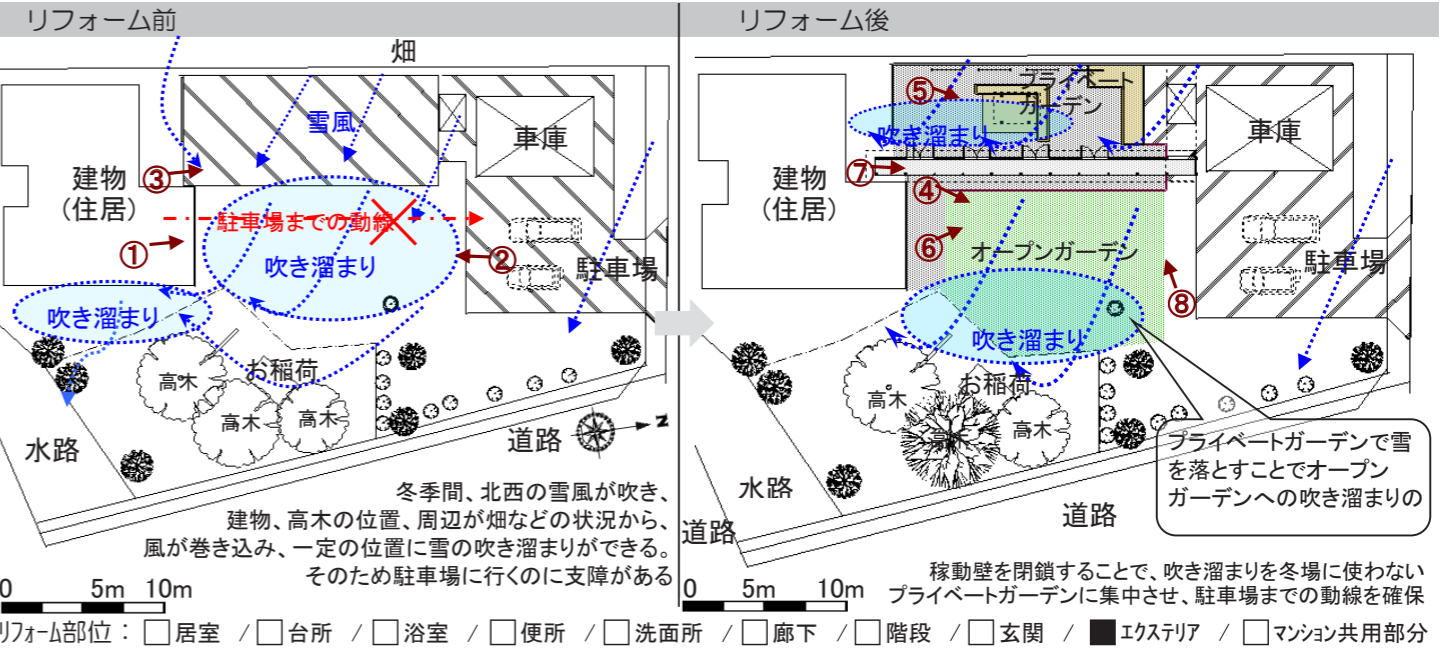 リフォーム前
畑
雪風
車庫
建物
(住居)
③
①
駐車場までの動線
吹き溜まり
②
駐車場
吹き溜まり
高木
お稲荷
高木
高木
水路
道路
N
冬季間、北西の雪風が吹き、
建物、高木の位置、周辺が畑などの状況から、
風が巻き込み、一定の位置に雪の吹き溜まりができる。
そのため駐車場に行くのに支障がある
0 5m 10m
リフォーム後
プライベート
ガーデン
⑤
吹き溜まり
車庫
建物
(住居)
⑦
④
⑥
オープンガーデン
駐車場
⑧
吹き溜まり
お稲荷
高木
高木
高木
水路
道路
道路
プライベートガーデンで雪
を落とすことでオープン
ガーデンへの吹き溜まりの
稼動壁を閉鎖することで、吹き溜まりを冬場に使わない
プライベートガーデンに集中させ、駐車場までの動線を確保
0 5m 10m
リフォーム部位：□居室 /□台所 /□浴室 /□便所 /□洗面所 /□廊下 /□階段 /□玄関 /■エクステリア /□マンション共用部分